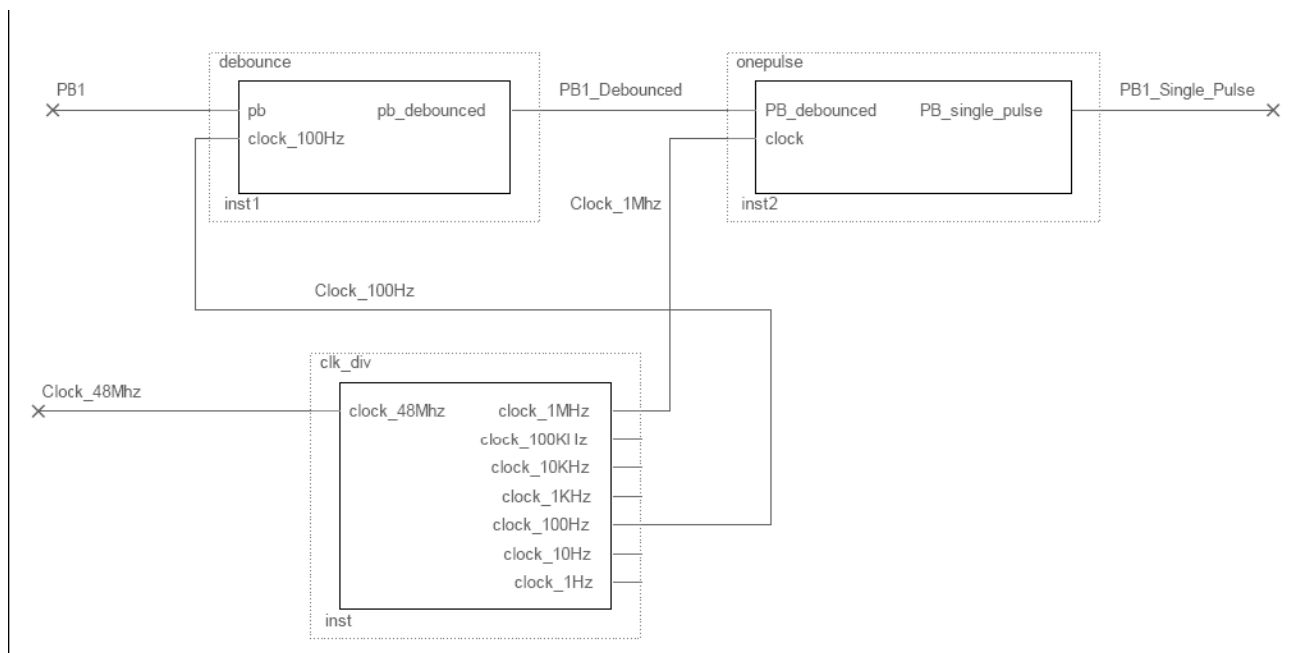 debounce
onepulse
PB1
PB1_Debounced
PB1_Single_Pulse
pb
pb_debounced
PB_debounced
PB_single_pulse
clock_100Hz
clock
inst1
Clock_1Mhz
inst2
Clock_100Hz
clk_div
Clock_48Mhz
clock_48Mhz
clock_1MHz
clock_100KHz
clock_10KHz
clock_1KHz
clock_100Hz
clock_10Hz
clock_1Hz
inst